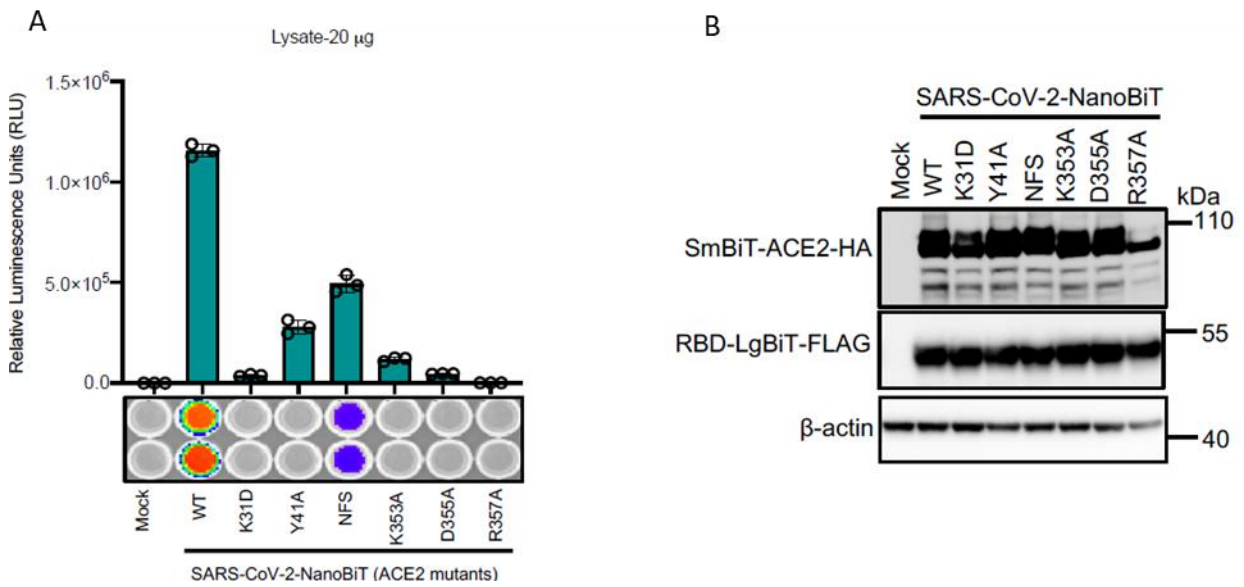 A
Lysate-20 μg
Relative Luminescence Units (RLU)
1.5×10⁶
1.0×10⁶
5.0×10⁵
0.0
Mock
WT
K31D
Y41A
NFS
K353A
D355A
R357A
SARS-CoV-2-NanoBiT (ACE2 mutants)
B
SARS-CoV-2-NanoBiT
Mock
WT
K31D
Y41A
NFS
K353A
D355A
R357A
kDa
110
SmBiT-ACE2-HA
55
RBD-LgBiT-FLAG
β-actin
40